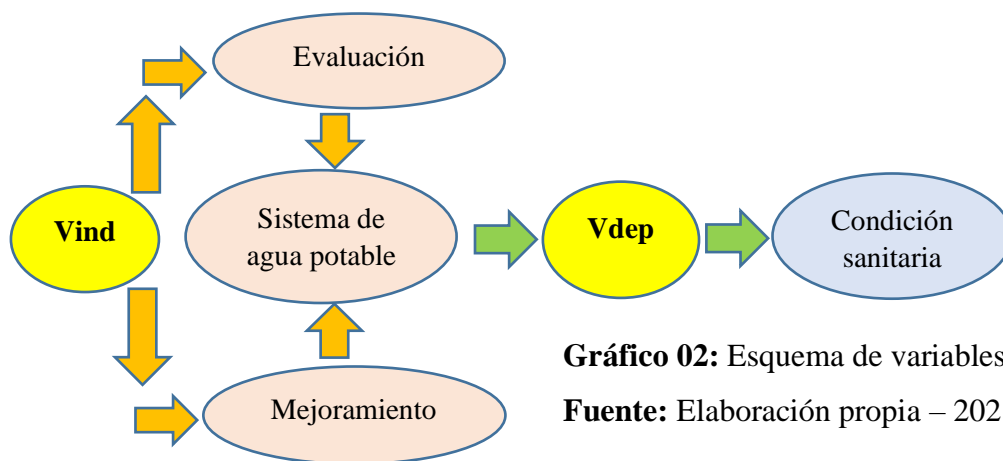 Evaluación
Vind
Sistema de
agua potable
Vdep
Condición
sanitaria
Gráfico 02: Esquema de variables
Fuente: Elaboración propia – 202
Mejoramiento